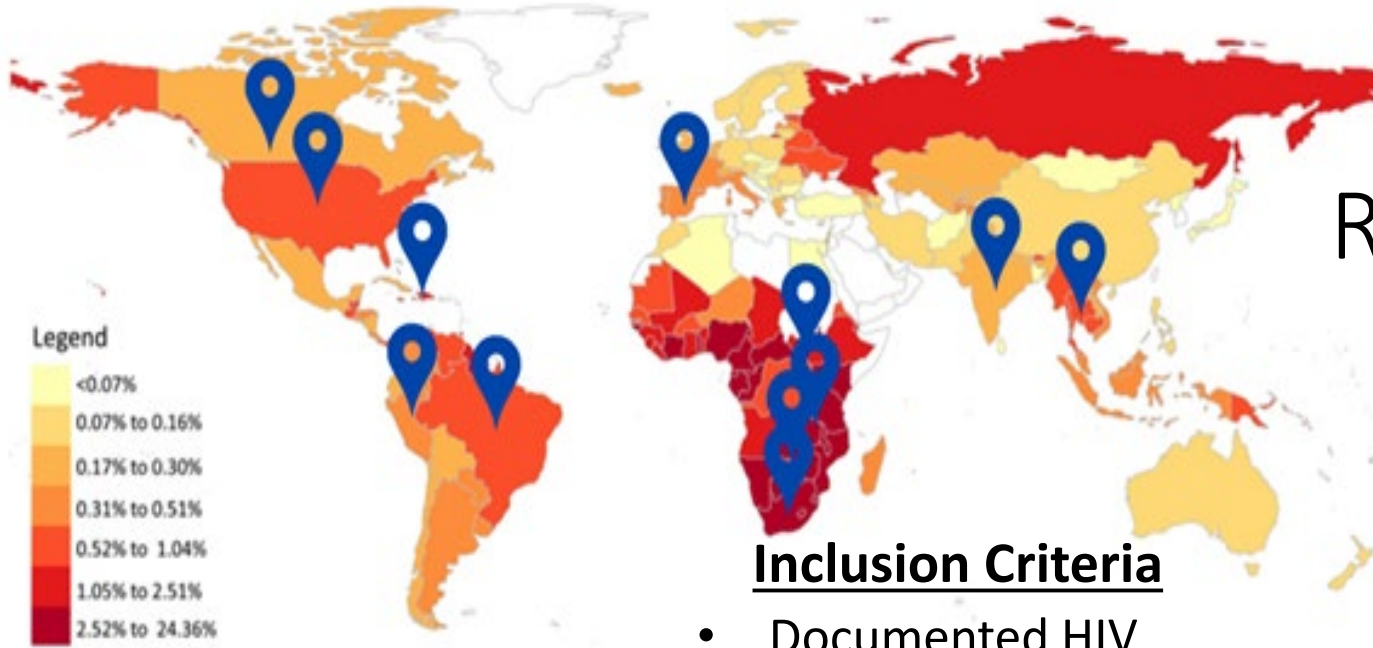 R
Legend
<0.07%
0.07% to 0.16%
0.17% to 0.30%
0.31% to 0.51%
0.52% to 1.04%
1.05% to 2.51%
2.52% to 24.36%
Inclusion Criteria
• Documented HIV